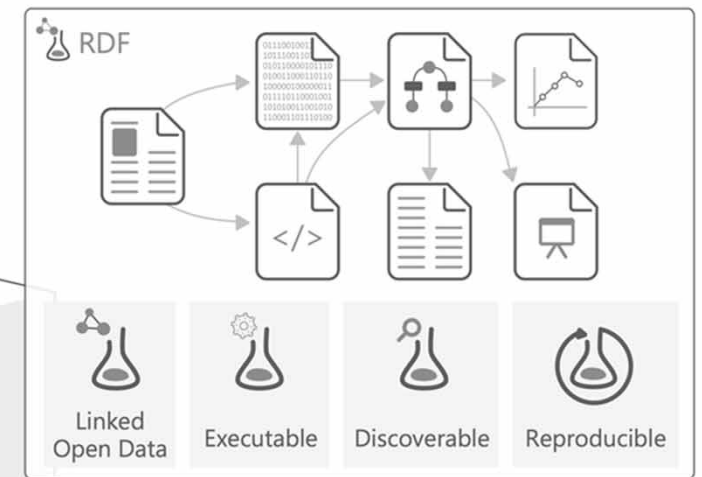 RDF
</>
Linked
Open Data
Executable
Discoverable
Reproducible